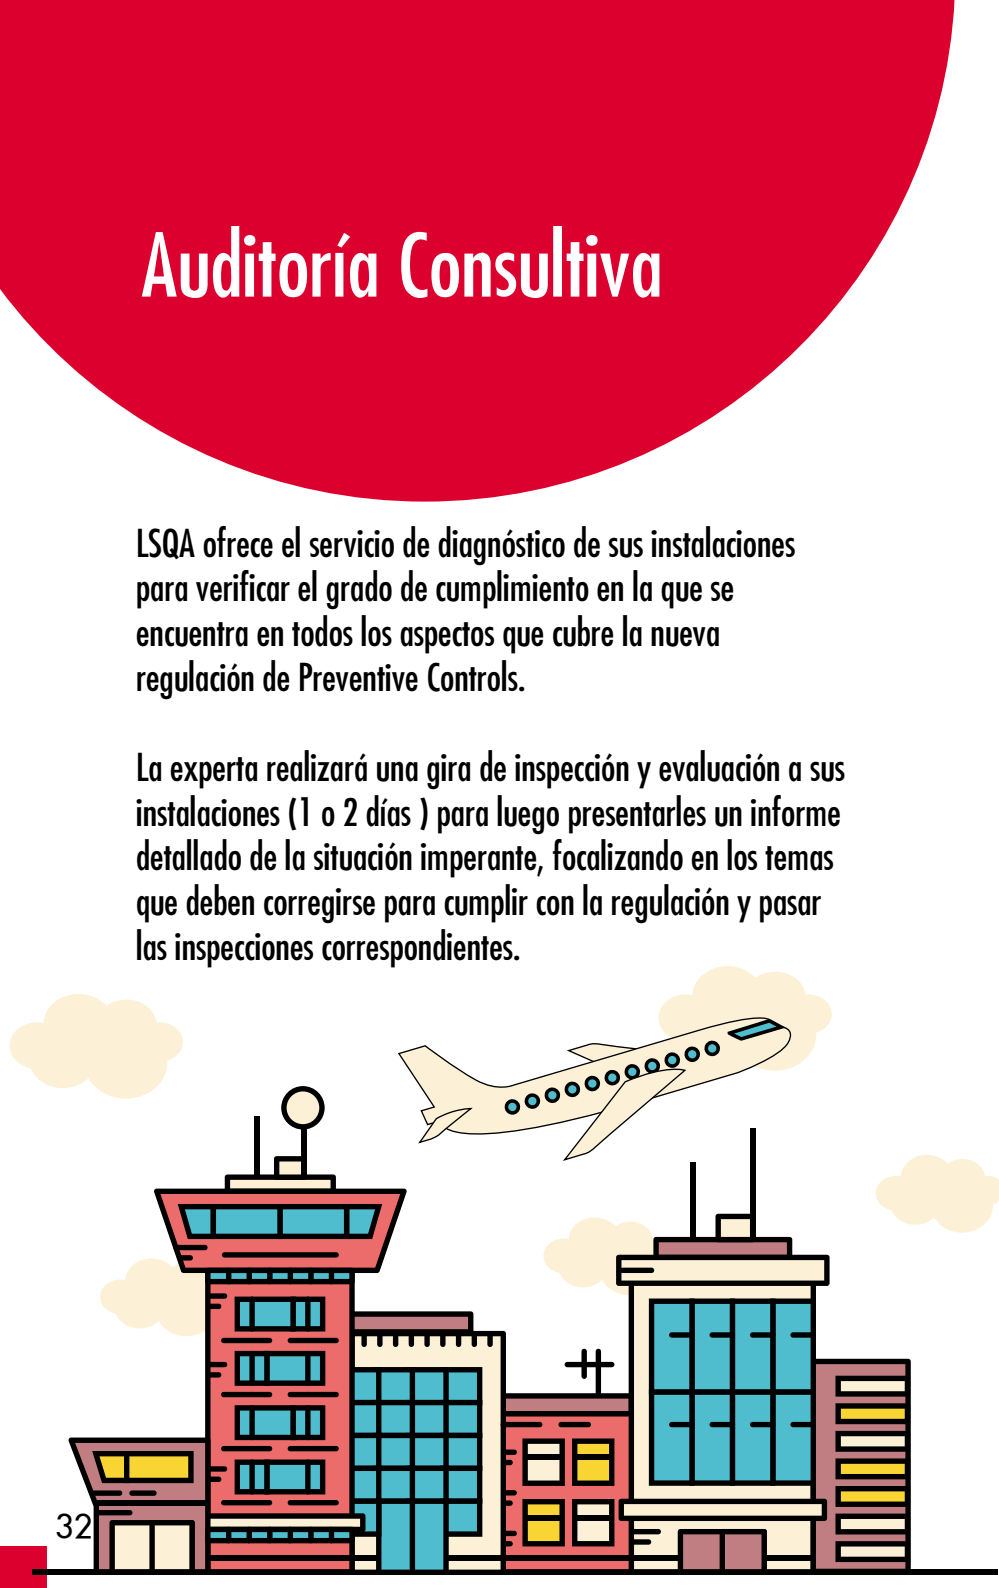 Auditoría Consultiva
LSQA ofrece el servicio de diagnóstico de sus instalaciones
para verificar el grado de cumplimiento en la que se
encuentra en todos los aspectos que cubre la nueva
regulación de Preventive Controls.
La experta realizará una gira de inspección y evaluación a sus
instalaciones (1 o 2 días ) para luego presentarles un informe
detallado de la situación imperante, focalizando en los temas
que deben corregirse para cumplir con la regulación y pasar
las inspecciones correspondientes.
32